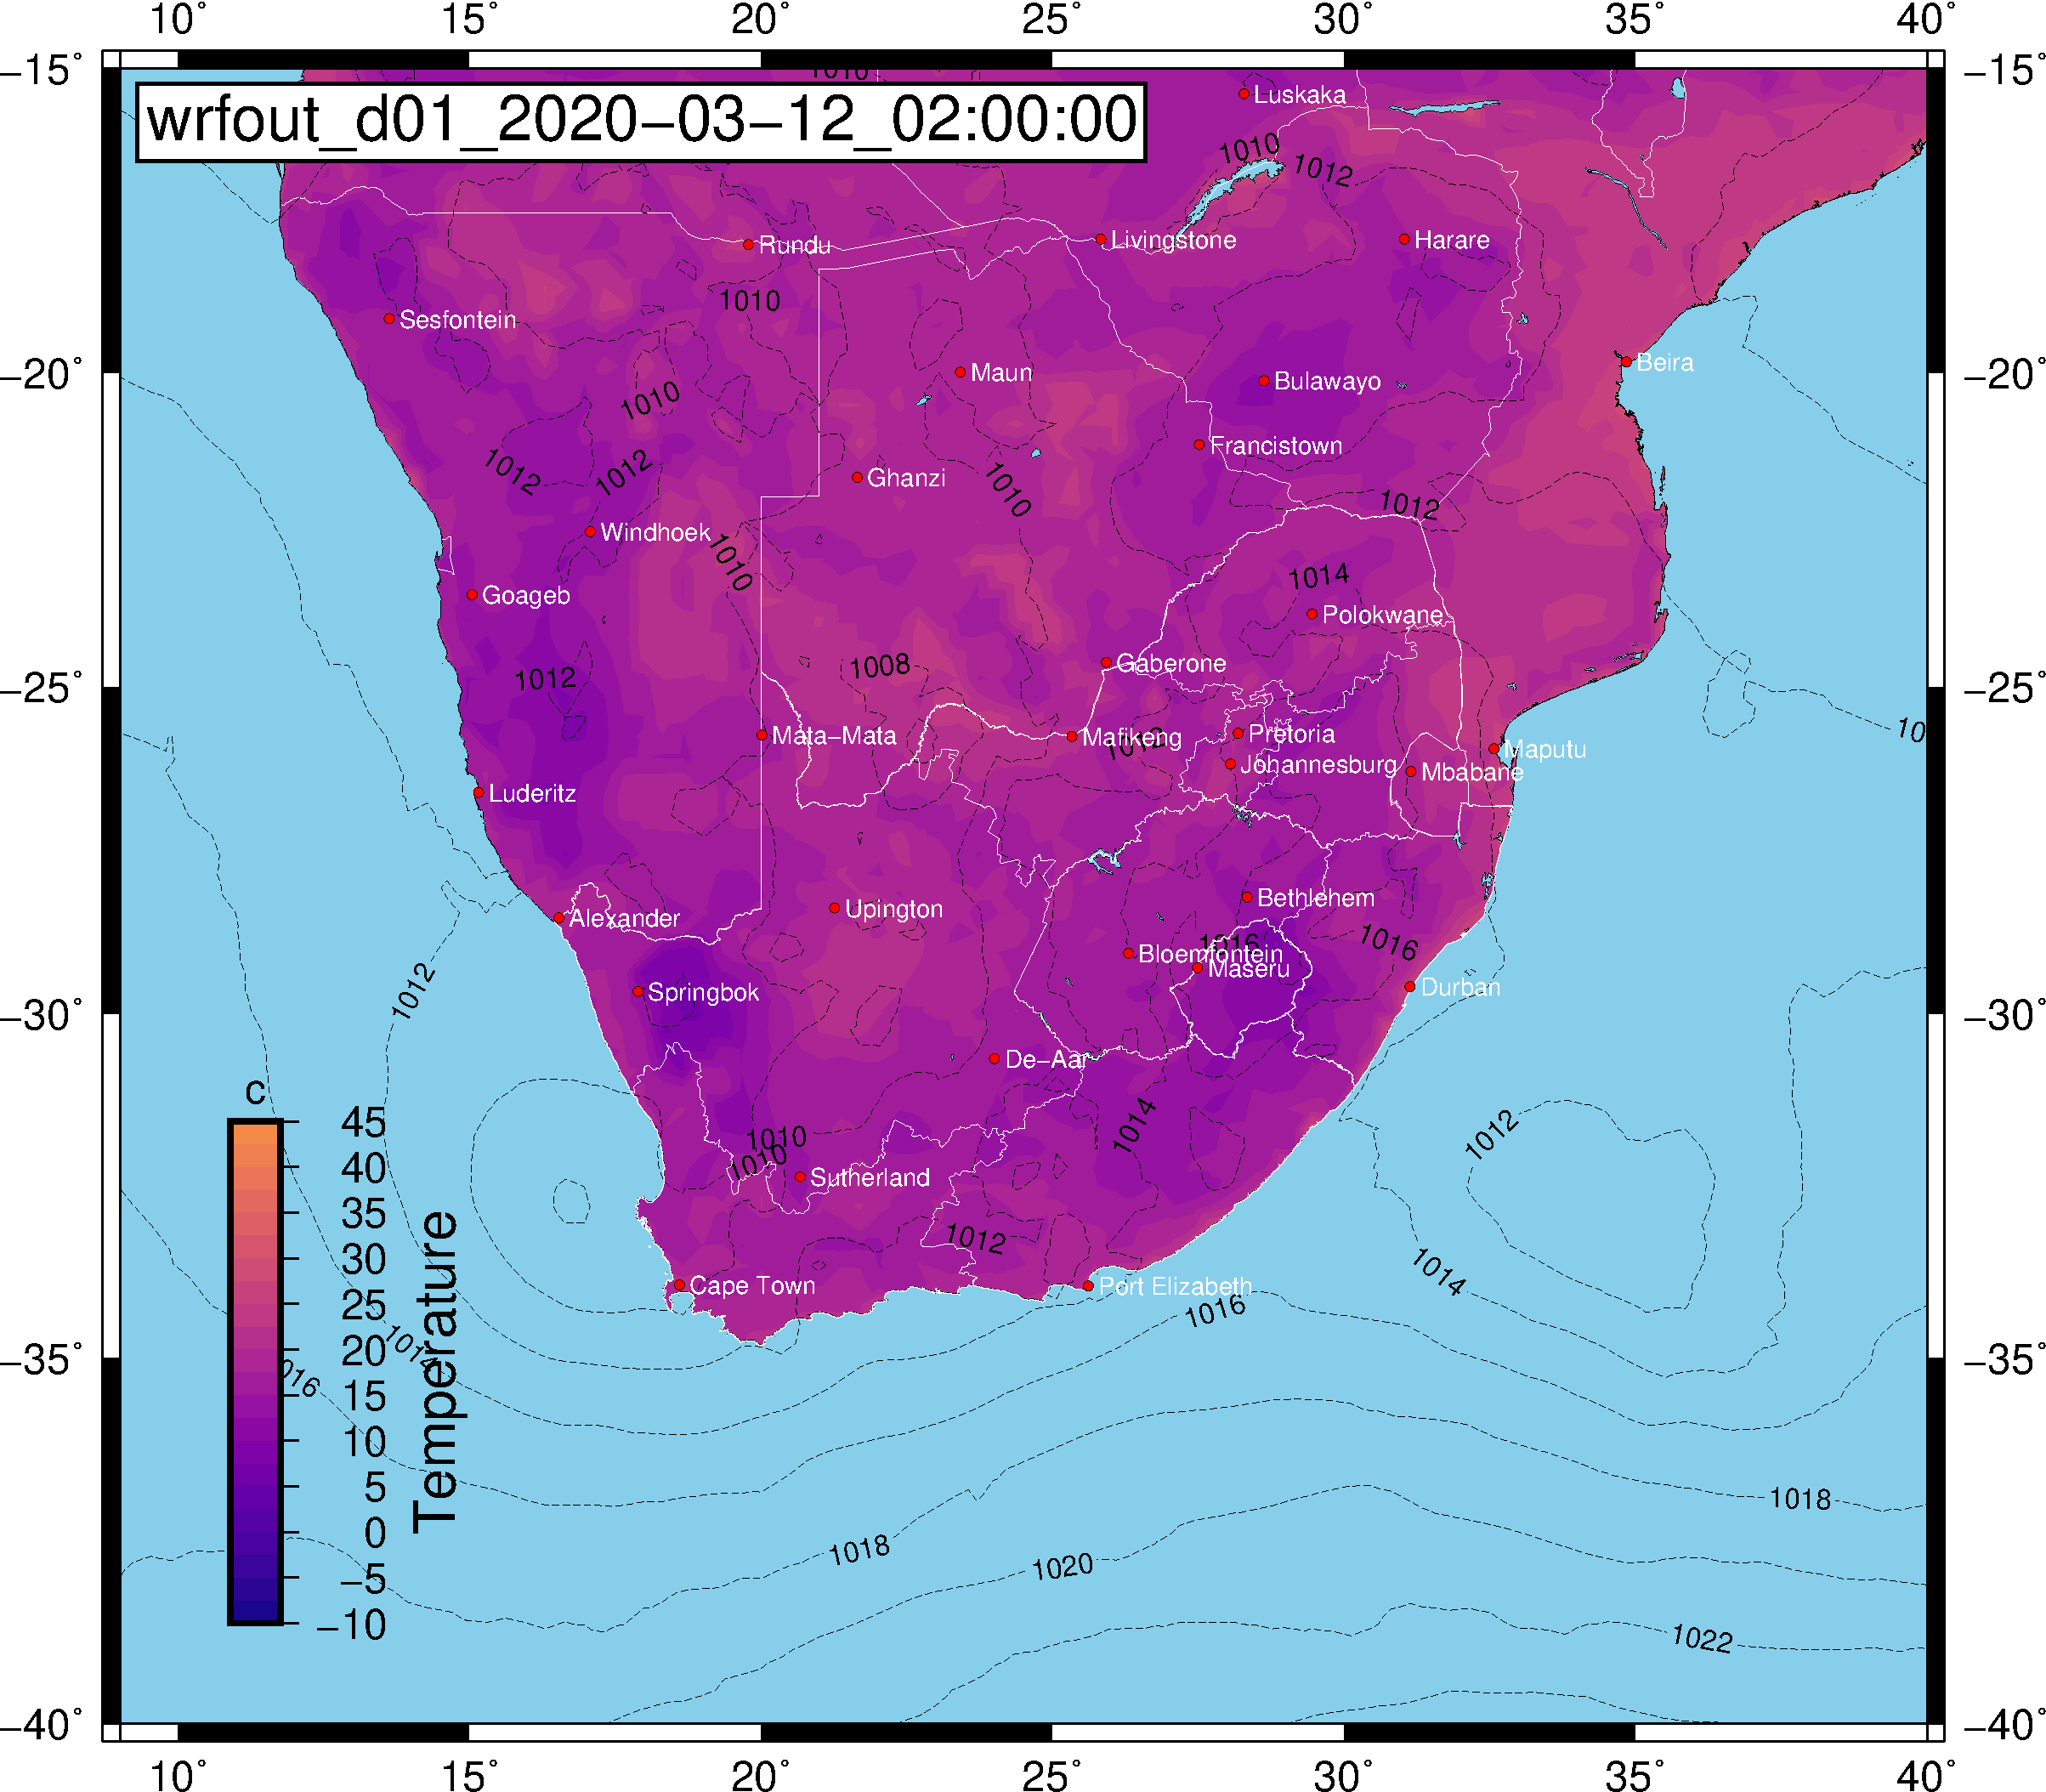 10° 15° 20° 25° 30° 35° 40°
−15° −15°
wrfout_d01_2020−03−12_02:00:00
1010
Luskaka
1010
1012
Rundu
Livingstone
Harare
1010
Sesfontein
Beira
−20° −20°
Maun
Bulawayo
1010
Francistown
1012
1012
Ghanzi
1010
1012
Windhoek
1010
1014
Goageb
Polokwane
Gaberone
1008
1012
−25° −25°
10
Mata−Mata
Mafikeng
1012
Pretoria
Maputu
Johannesburg
Mbabane
Luderitz
Bethlehem
Upington
Alexander
1016
1016
Bloemfontein
Maseru
1012
Springbok
Durban
−30° −30°
De−Aar
c
45
40
35
30
25
20
15
10
5
0
−5
−10
Temperature
1014
1012
1010
1010
Sutherland
1012
1014
Cape Town
Port Elizabeth
1016
1014
016
−35° −35°
1018
1018
1020
1022
−40° −40°
10° 15° 20° 25° 30° 35° 40°